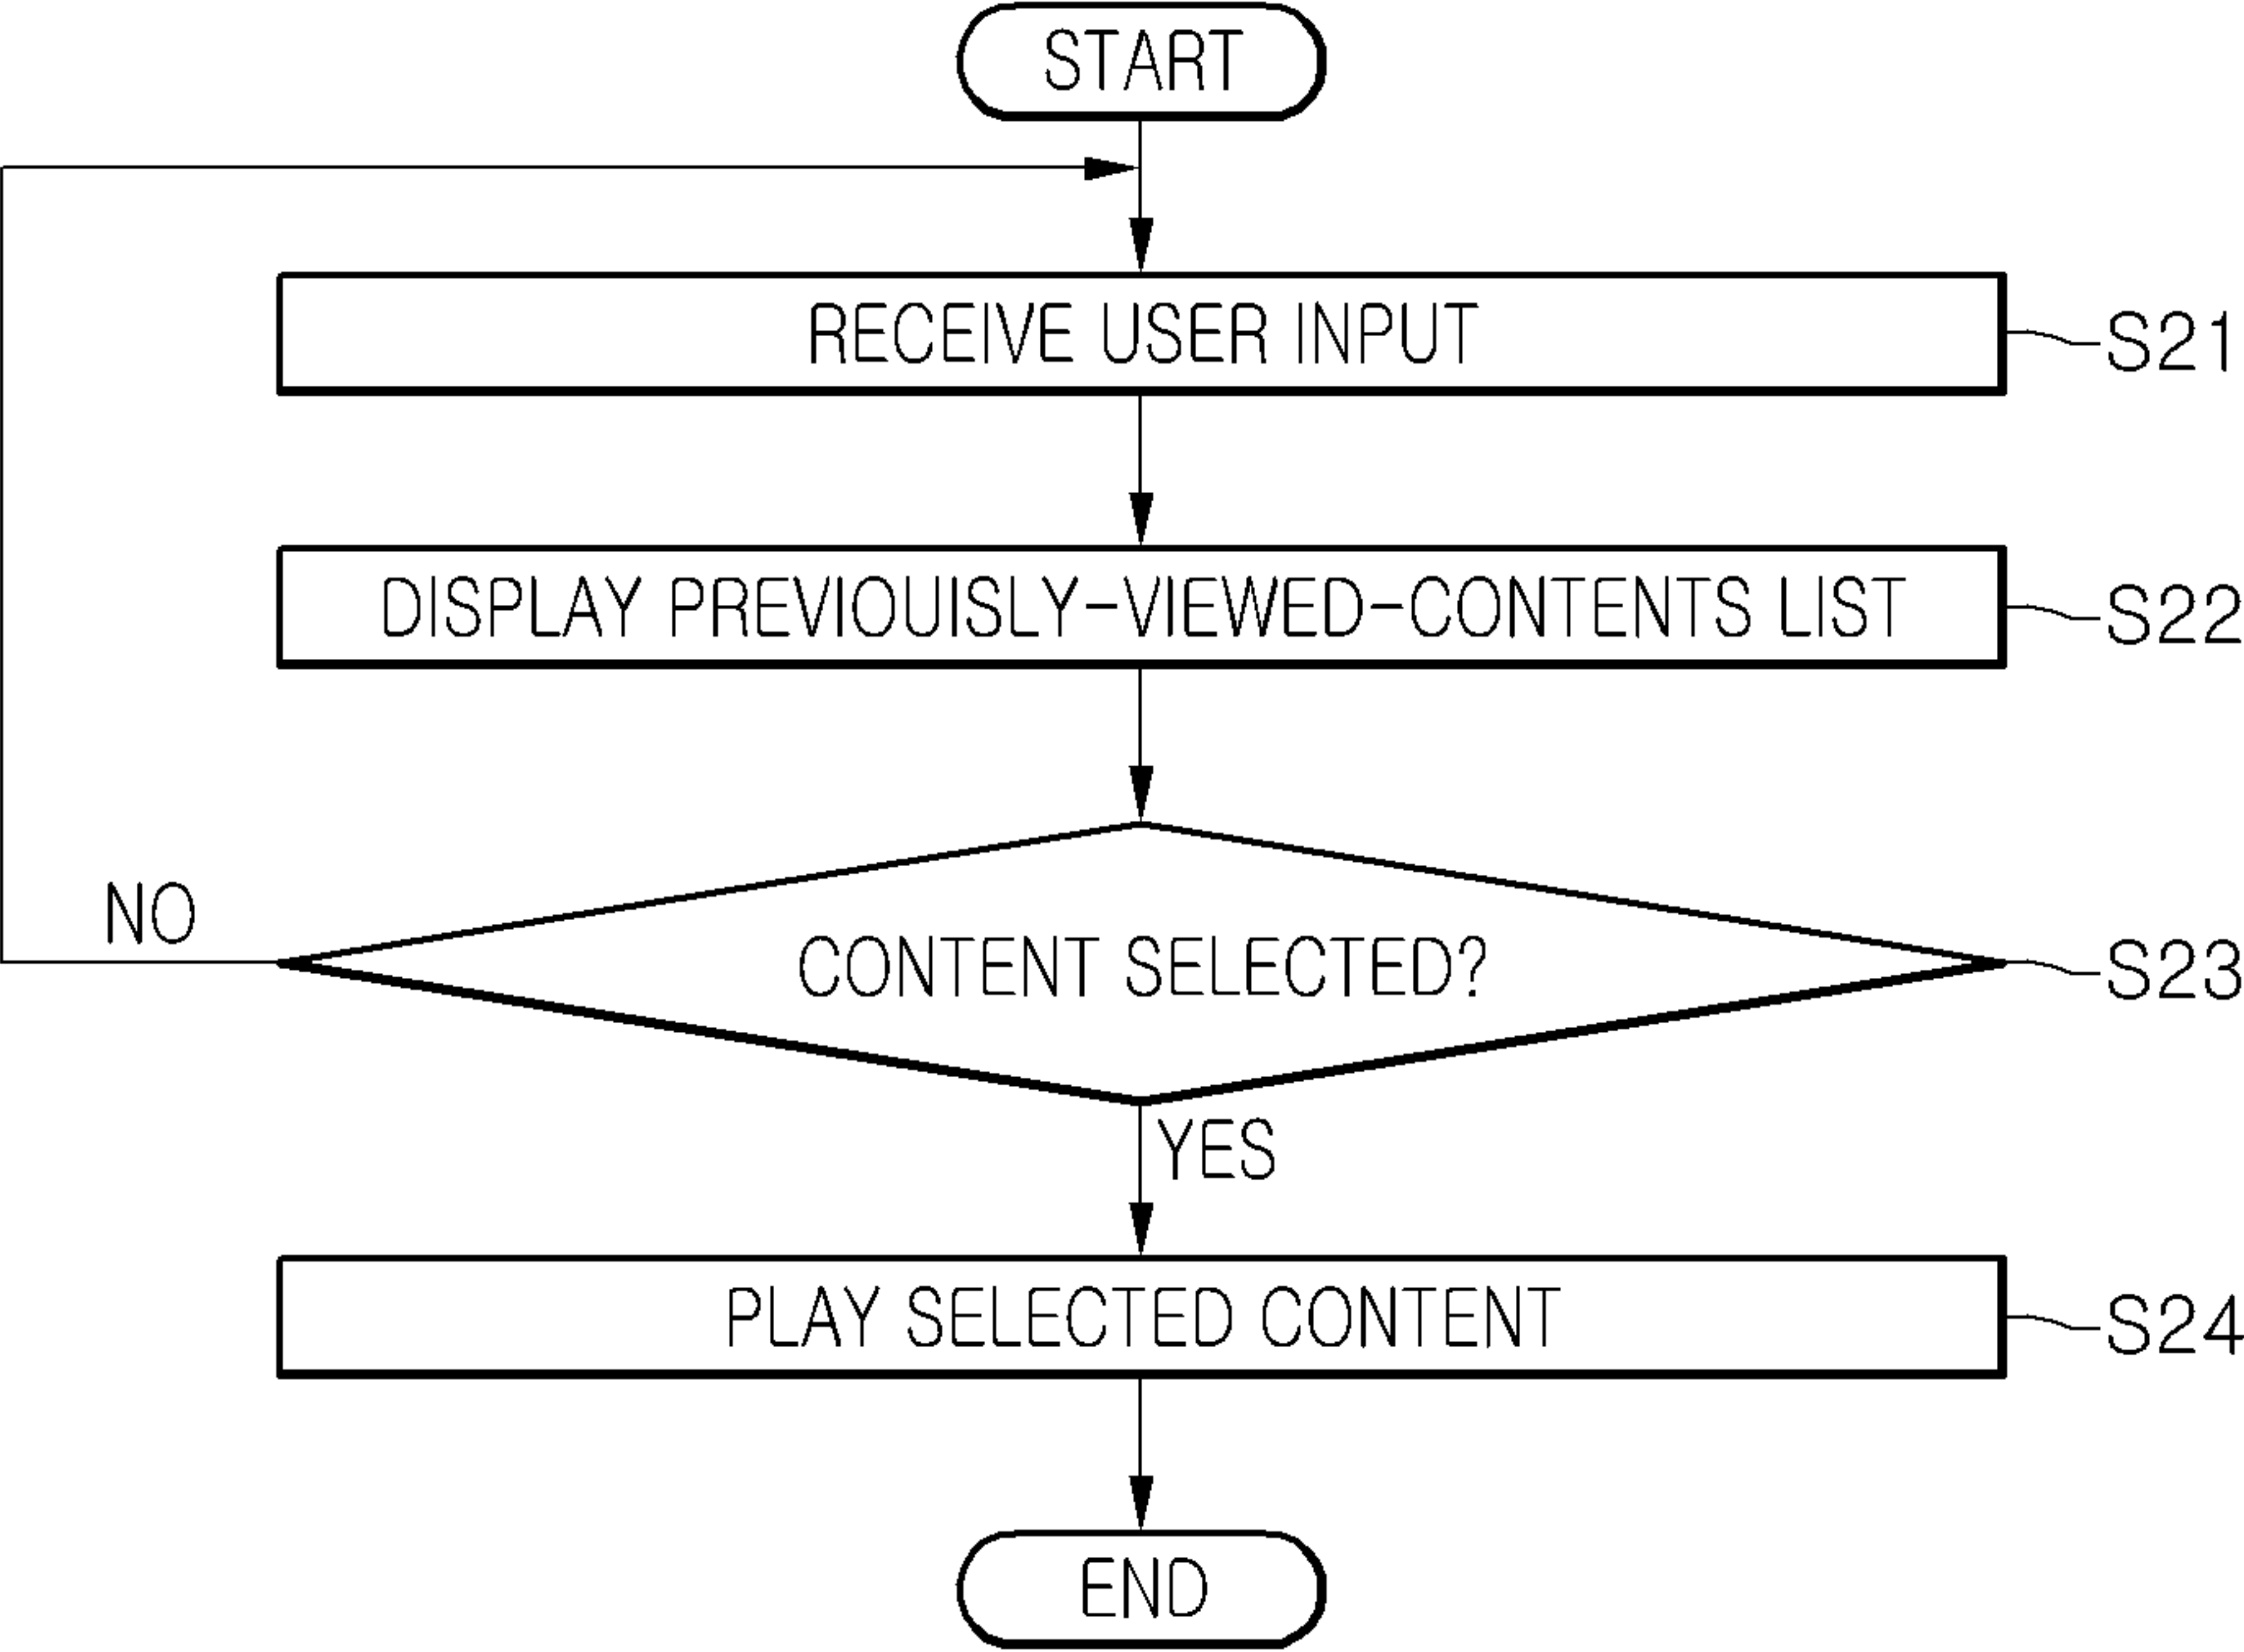 START
RECEIVE USER INPUT
S21
DISPLAY PREVIOUSLY-VIEWED-CONTENTS LIST
S22
NO
CONTENT SELECTED?
S23
YES
PLAY SELECTED CONTENT
S24
END